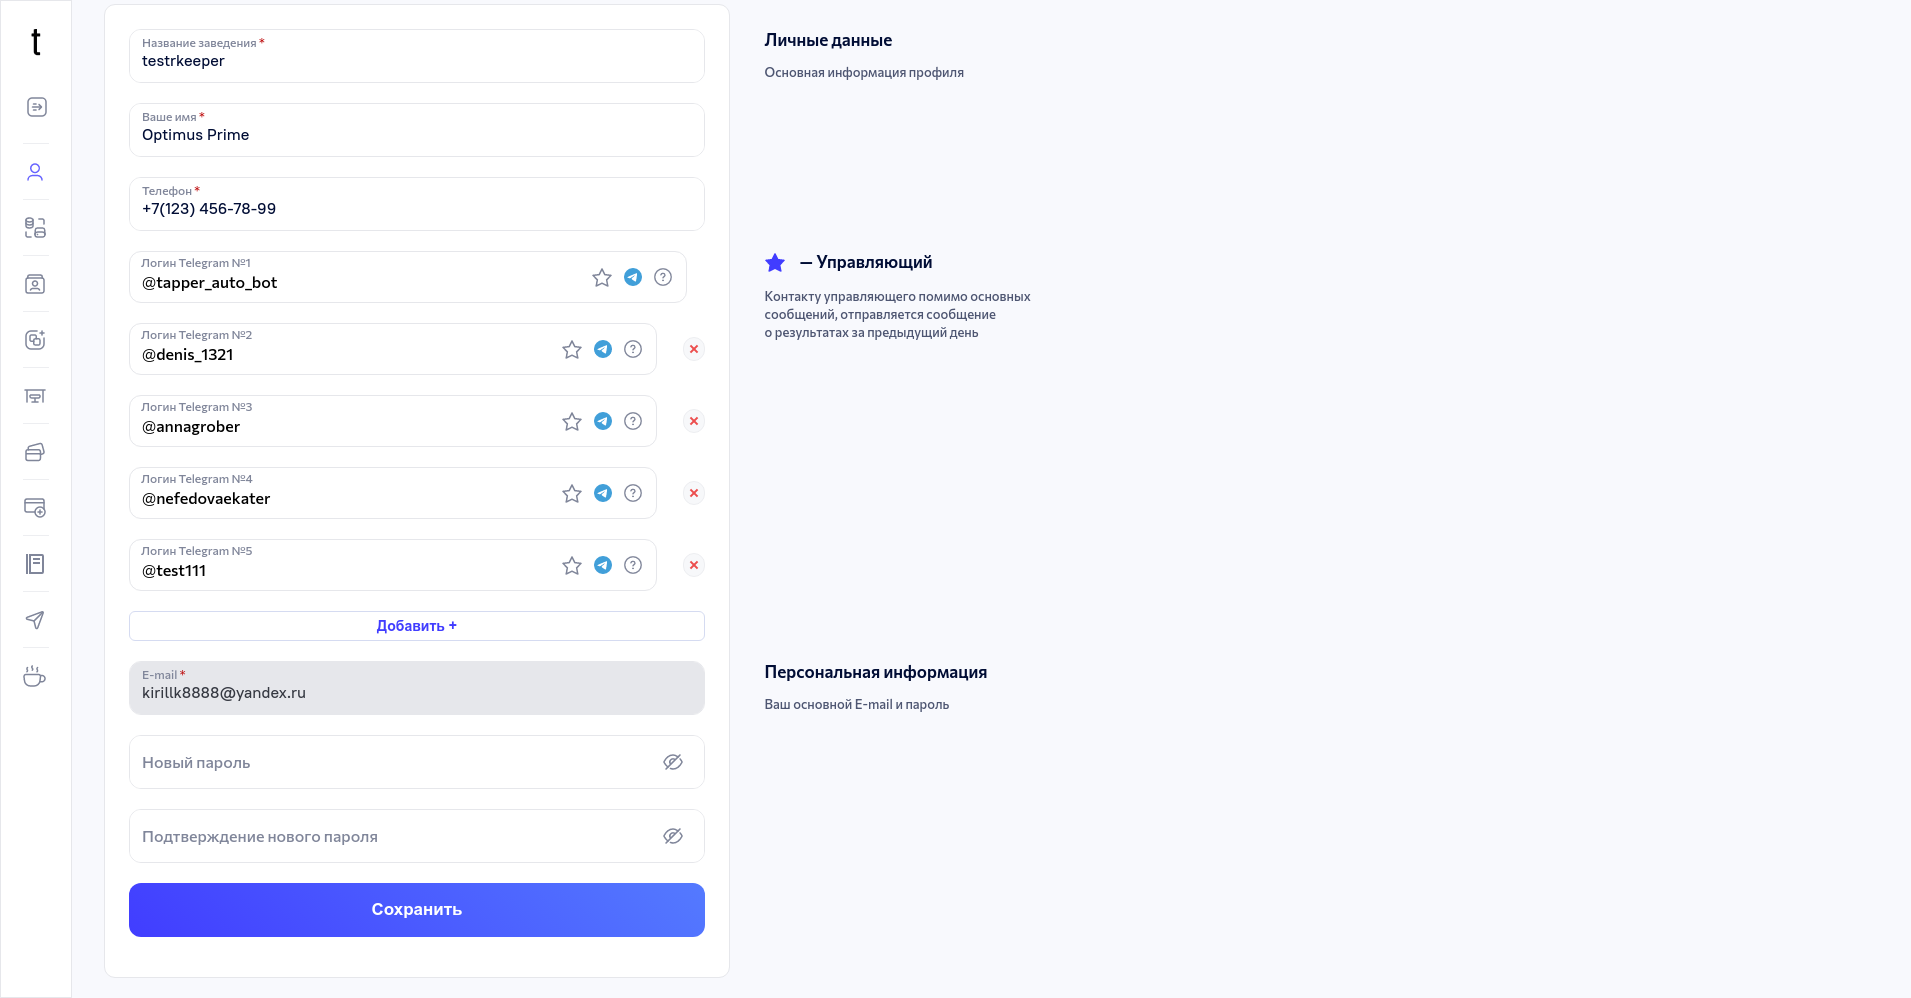 t
Название заведения *
testrkeeper
Ваше имя *
Optimus Prime
Телефон *
+7(123) 456-78-99
Логин Telegram №1
@tapper_auto_bot
Логин Telegram №2
@denis_1321
Логин Telegram №3
@annagrober
Логин Telegram №4
@nefedovaekater
Логин Telegram №5
@test111
Добавить +
E-mail *
kirillk8888@yandex.ru
Новый пароль
Подтверждение нового пароля
Сохранить
Личные данные
Основная информация профиля
— Управляющий
Контакту управляющего помимо основных
сообщений, отправляется сообщение
о результатах за предыдущий день
Персональная информация
Ваш основной E-mail и пароль